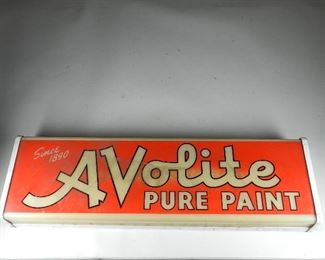 Since
1890
AVolite
PURE PAINT